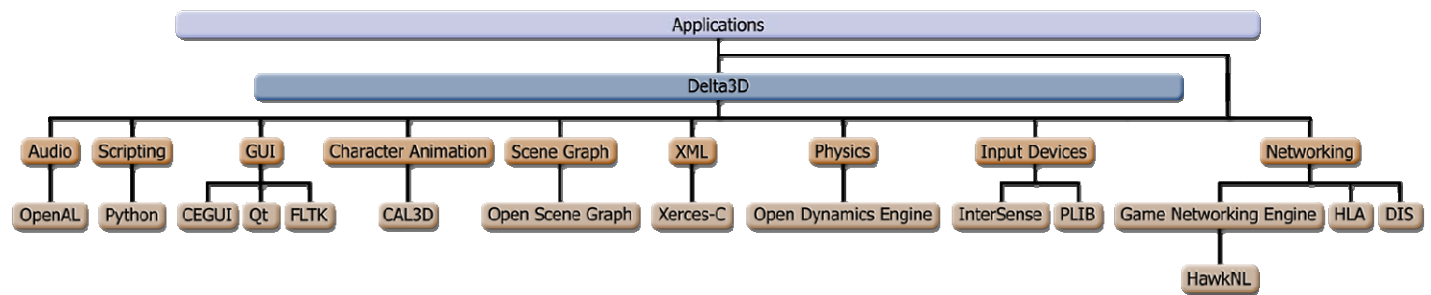 Applications
Delta3D
Audio Scripting GUI Character Animation Scene Graph XML Physics Input Devices Networking
OpenAL Python CEGUI Qt FLTK CAL3D Open Scene Graph Xerces-C Open Dynamics Engine InterSense PLIB Game Networking Engine HLA DIS
HawkNL